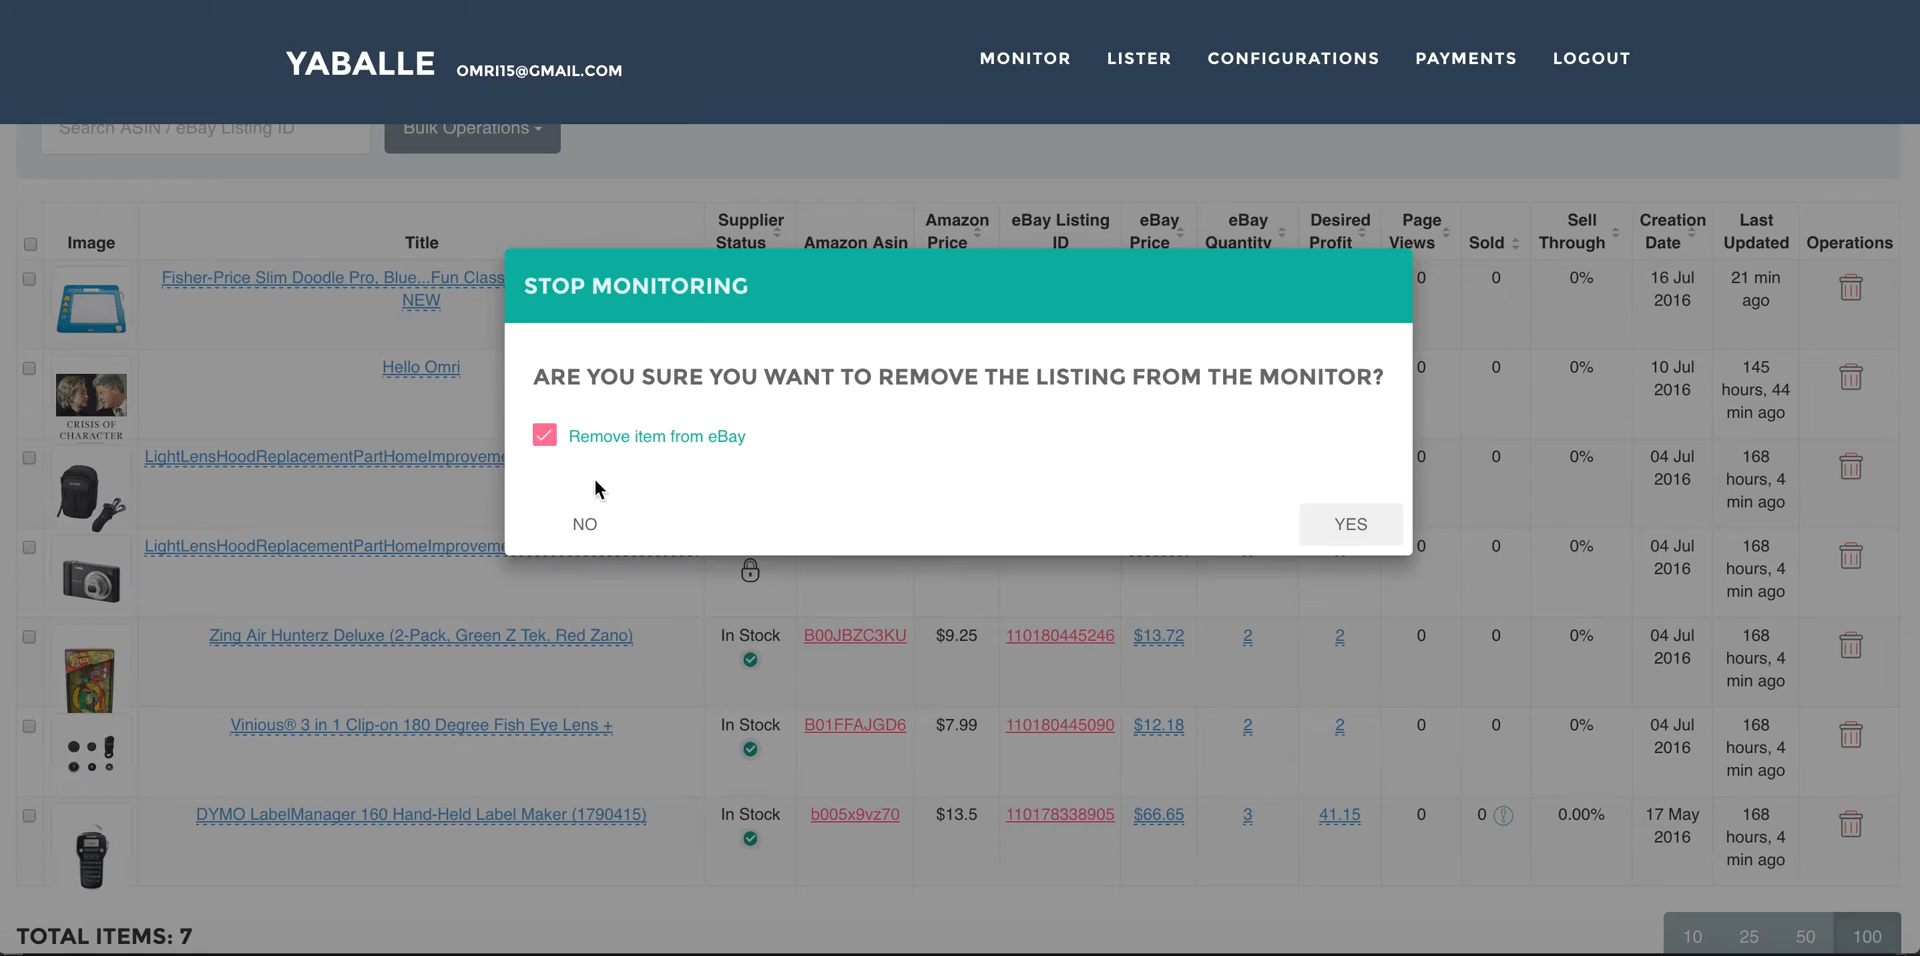 YABALLE OMRI15@GMAIL.COM MONITOR LISTER CONFIGURATIONS PAYMENTS LOGOUT
Search ASIN / eBay Listing ID Bulk Operations
Image Title Supplier Status Amazon Asin Amazon Price eBay Listing ID eBay Price eBay Quantity Desired Profit Page Views Sold Sell Through Creation Date Last Updated Operations
STOP MONITORING
ARE YOU SURE YOU WANT TO REMOVE THE LISTING FROM THE MONITOR?
Remove item from eBay
NO YES
Fisher-Price Slim Doodle Pro, Blue...Fun Class 0 0 0% 16 Jul 21 min
NEW 2016 ago
Hello Omri 0 0 0% 10 Jul 145
2016 hours, 44
min ago
CRISIS OF
CHARACTER
LightLensHoodReplacementPartHomeImproveme 0 0 0% 04 Jul 168
2016 hours, 4
min ago
LightLensHoodReplacementPartHomeImproveme 0 0 0% 04 Jul 168
2016 hours, 4
min ago
Zing Air Hunterz Deluxe (2-Pack, Green Z Tek, Red Zano) In Stock B00JBZC3KU $9.25 110180445246 $13.72 2 2 0 0 0% 04 Jul 168
2016 hours, 4
min ago
Vinious® 3 in 1 Clip-on 180 Degree Fish Eye Lens + In Stock B01FFAJGD6 $7.99 110180445090 $12.18 2 2 0 0 0% 04 Jul 168
2016 hours, 4
min ago
DYMO LabelManager 160 Hand-Held Label Maker (1790415) In Stock b005x9vz70 $13.5 110178338905 $66.65 3 41.15 0 0 0.00% 17 May 168
2016 hours, 4
min ago
TOTAL ITEMS: 7 10 25 50 100